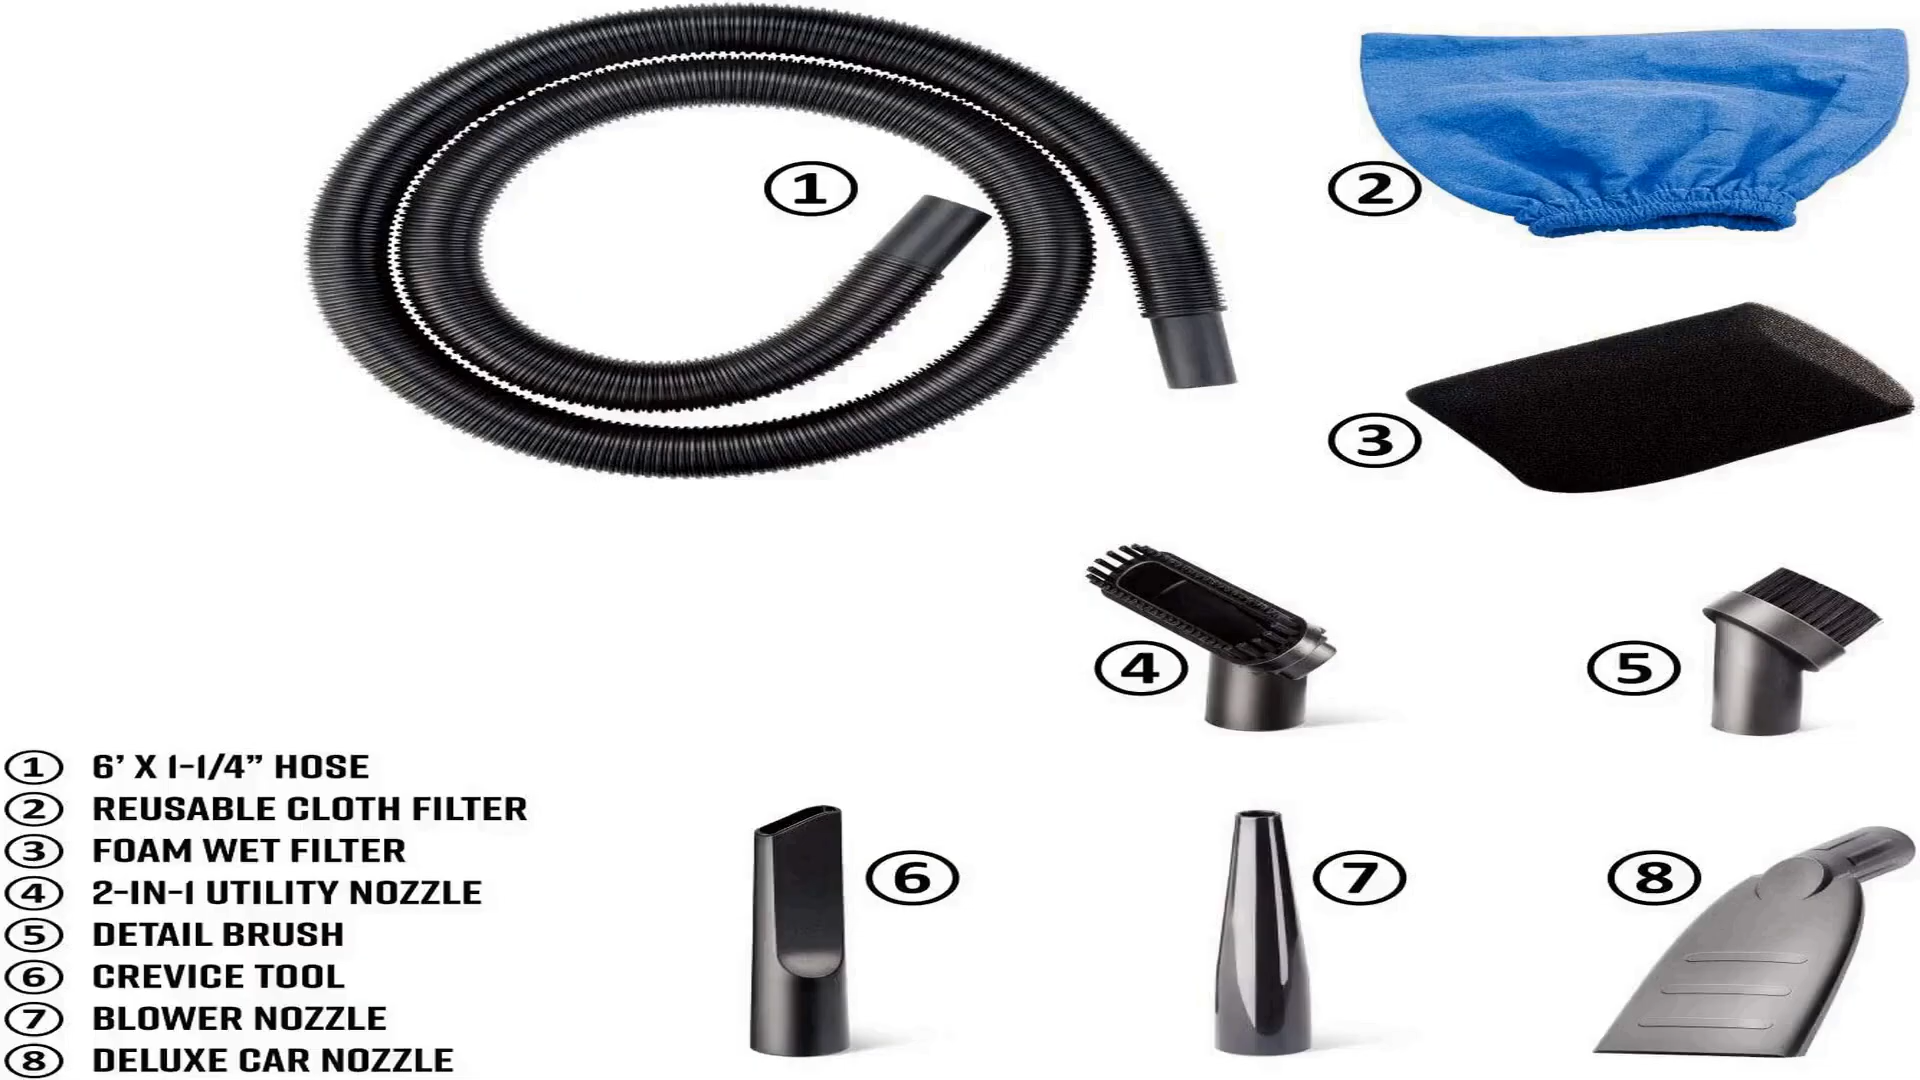 1
2
3
4
5
6
7
8
1 6’ X 1-1/4” HOSE
2 REUSABLE CLOTH FILTER
3 FOAM WET FILTER
4 2-IN-1 UTILITY NOZZLE
5 DETAIL BRUSH
6 CREVICE TOOL
7 BLOWER NOZZLE
8 DELUXE CAR NOZZLE